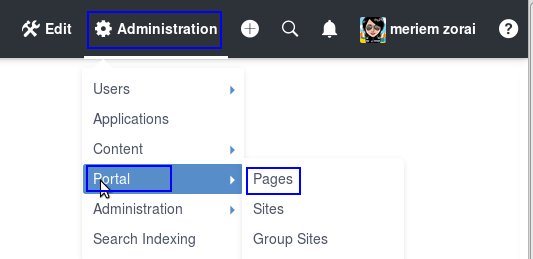 Edit Administration meriem zorai ?
Users
Applications
Content
Portal Pages
Administration Sites
Search Indexing Group Sites